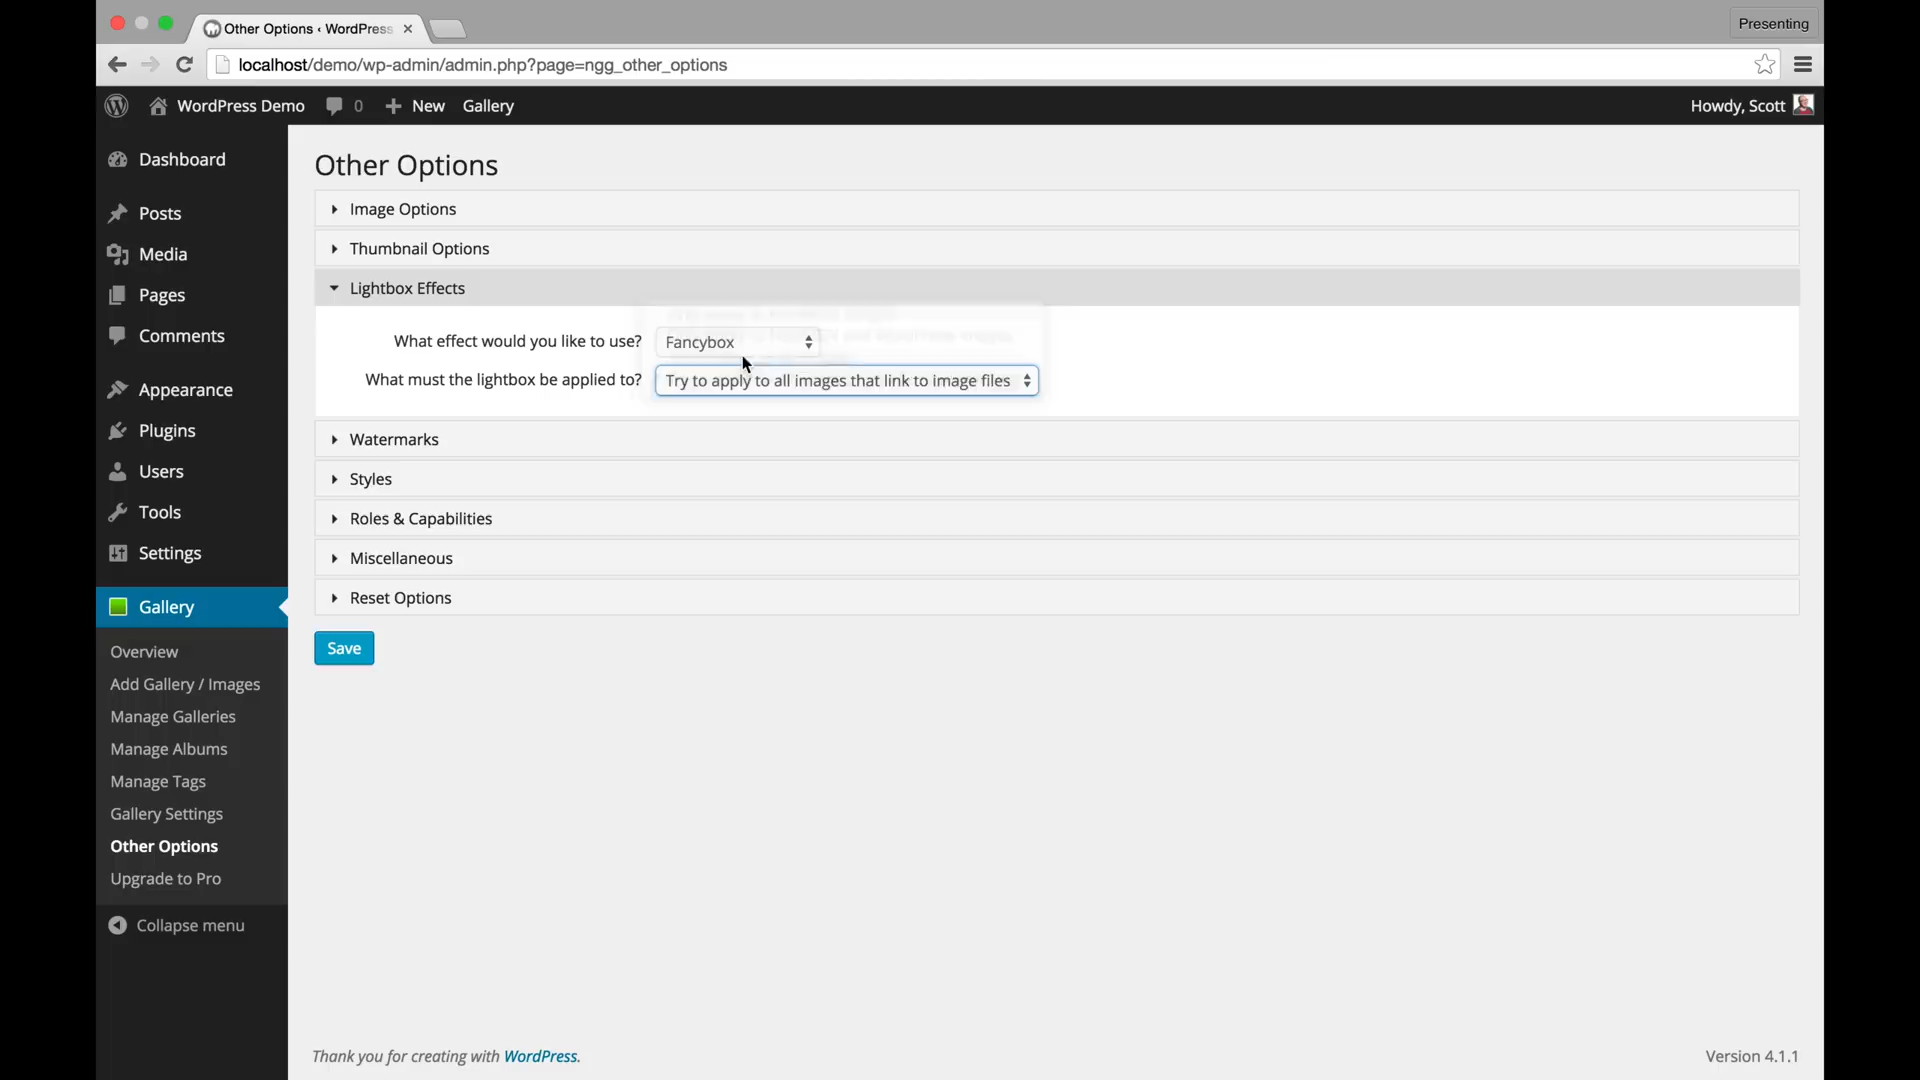 Other Options ‹ WordPress
Presenting
localhost/demo/wp-admin/admin.php?page=ngg_other_options
WordPress Demo 0 New Gallery
Howdy, Scott
Dashboard
Posts
Media
Pages
Comments
Appearance
Plugins
Users
Tools
Settings
Gallery
Overview
Add Gallery / Images
Manage Galleries
Manage Albums
Manage Tags
Gallery Settings
Other Options
Upgrade to Pro
Collapse menu
Other Options
Image Options
Thumbnail Options
Lightbox Effects
What effect would you like to use? Fancybox
What must the lightbox be applied to? Try to apply to all images that link to image files
Watermarks
Styles
Roles & Capabilities
Miscellaneous
Reset Options
Save
Thank you for creating with WordPress.
Version 4.1.1